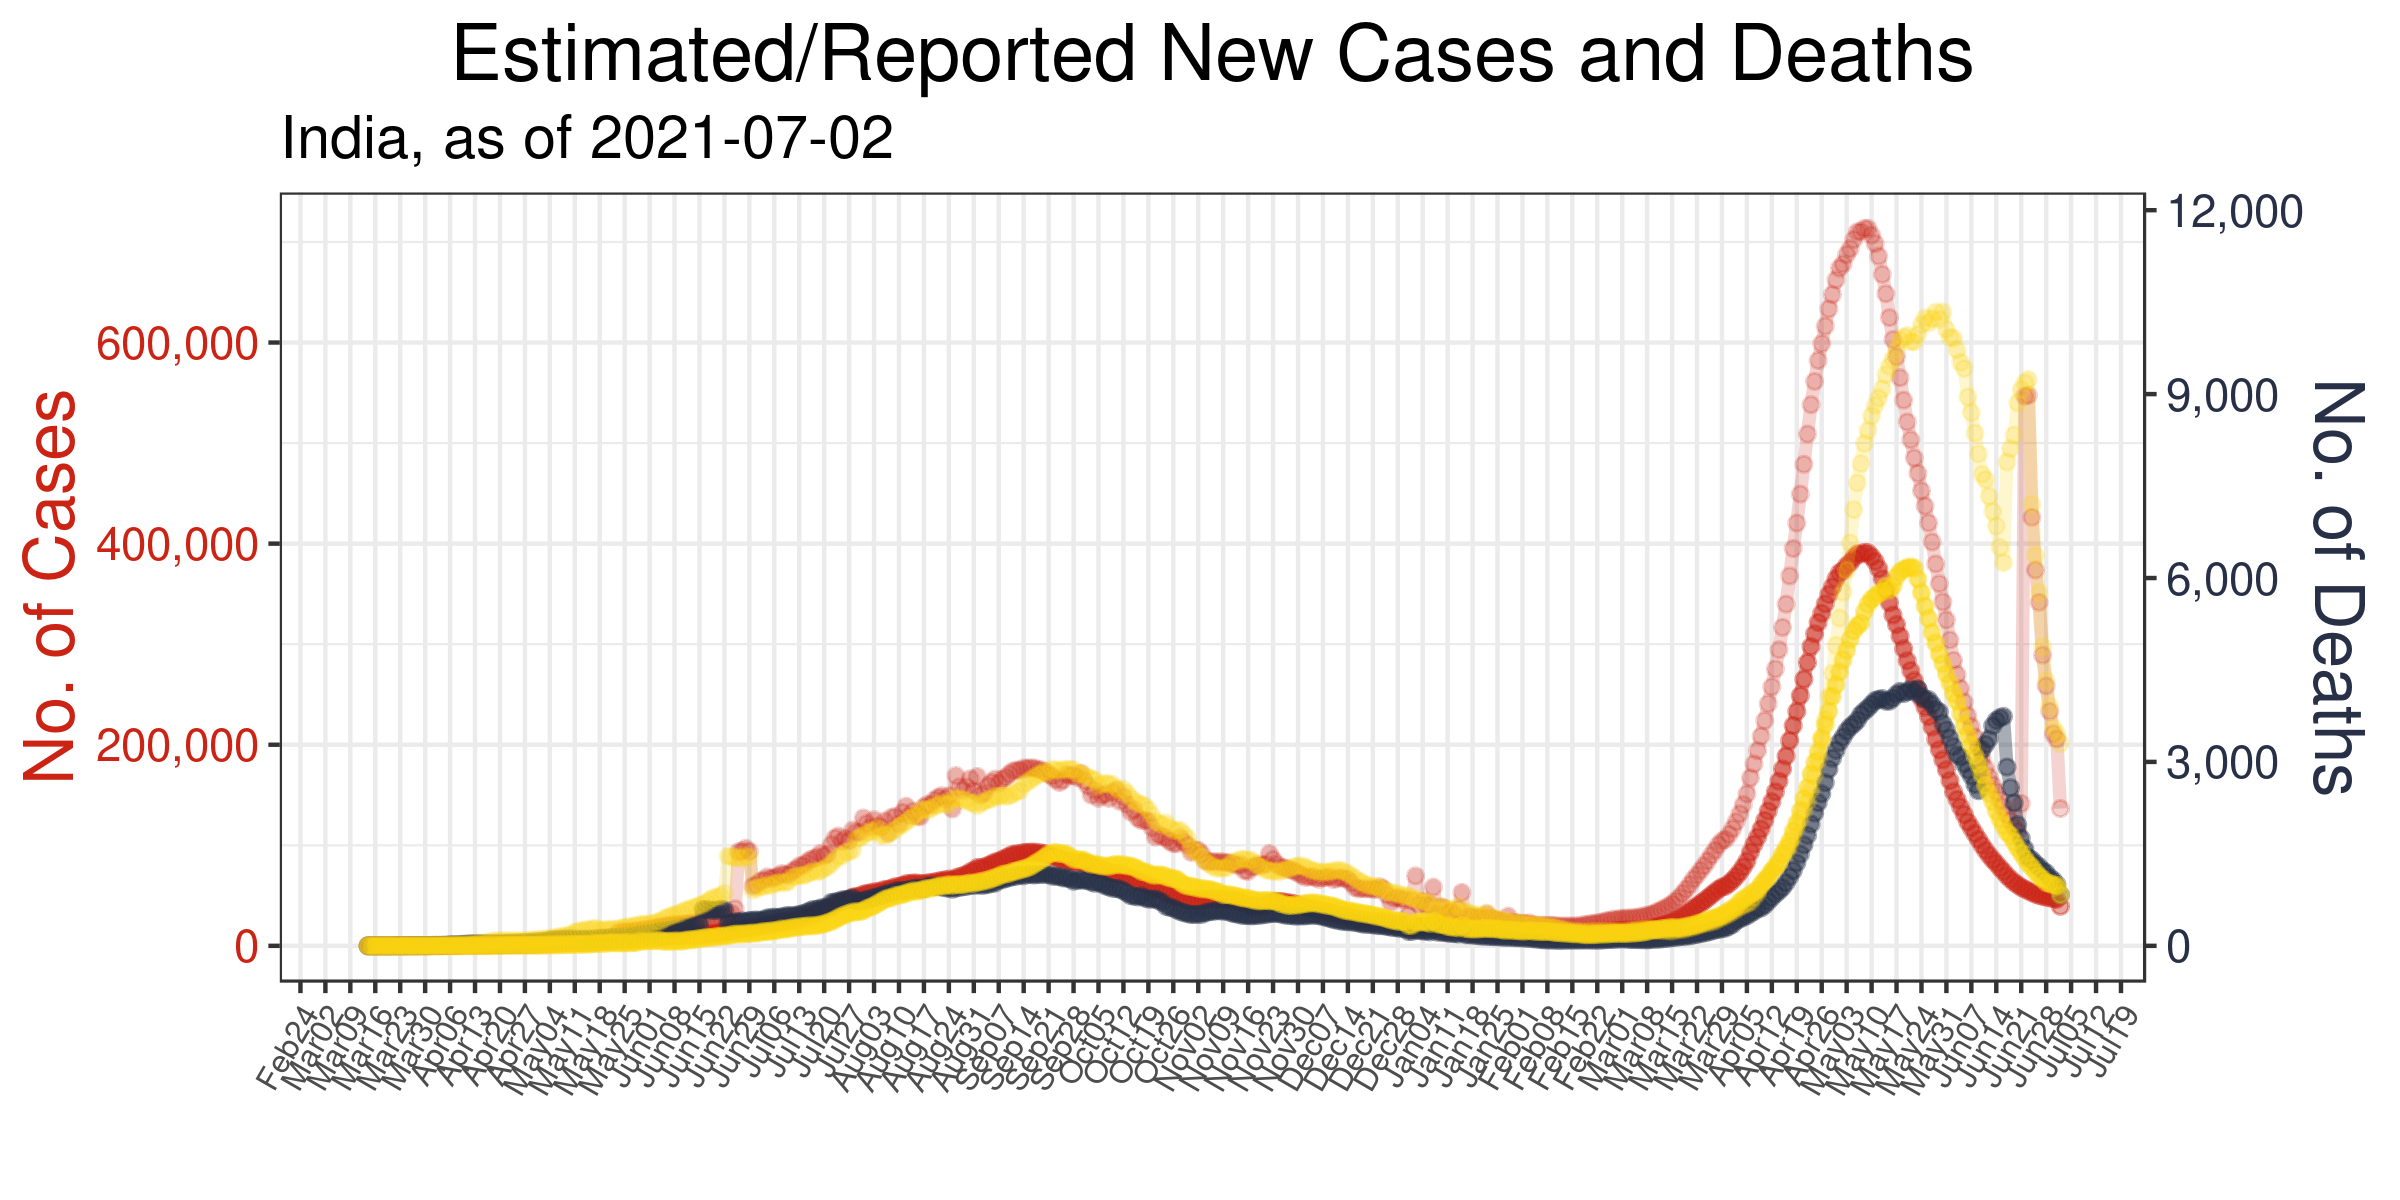 Estimated/Reported New Cases and Deaths
India, as of 2021-07-02
No. of Cases
600,000
400,000
200,000
0
12,000
9,000
6,000
3,000
0
No. of Deaths
Feb24
Mar02
Mar09
Mar16
Mar23
Mar30
Apr06
Apr13
Apr20
Apr27
May04
May11
May18
May25
Jun01
Jun08
Jun15
Jun22
Jun29
Jul06
Jul13
Jul20
Jul27
Aug03
Aug10
Aug17
Aug24
Aug31
Sep07
Sep14
Sep21
Sep28
Oct05
Oct12
Oct19
Oct26
Nov02
Nov09
Nov16
Nov23
Nov30
Dec07
Dec14
Dec21
Dec28
Jan04
Jan11
Jan18
Jan25
Feb01
Feb08
Feb15
Feb22
Mar01
Mar08
Mar15
Mar22
Mar29
Apr05
Apr12
Apr19
Apr26
May03
May10
May17
May24
May31
Jun07
Jun14
Jun21
Jun28
Jul05
Jul12
Jul19